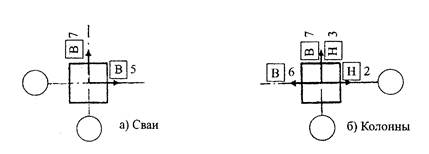 В 7
В 5
а) Сваи
В 7
Н 3
В 6
Н 2
б) Колонны